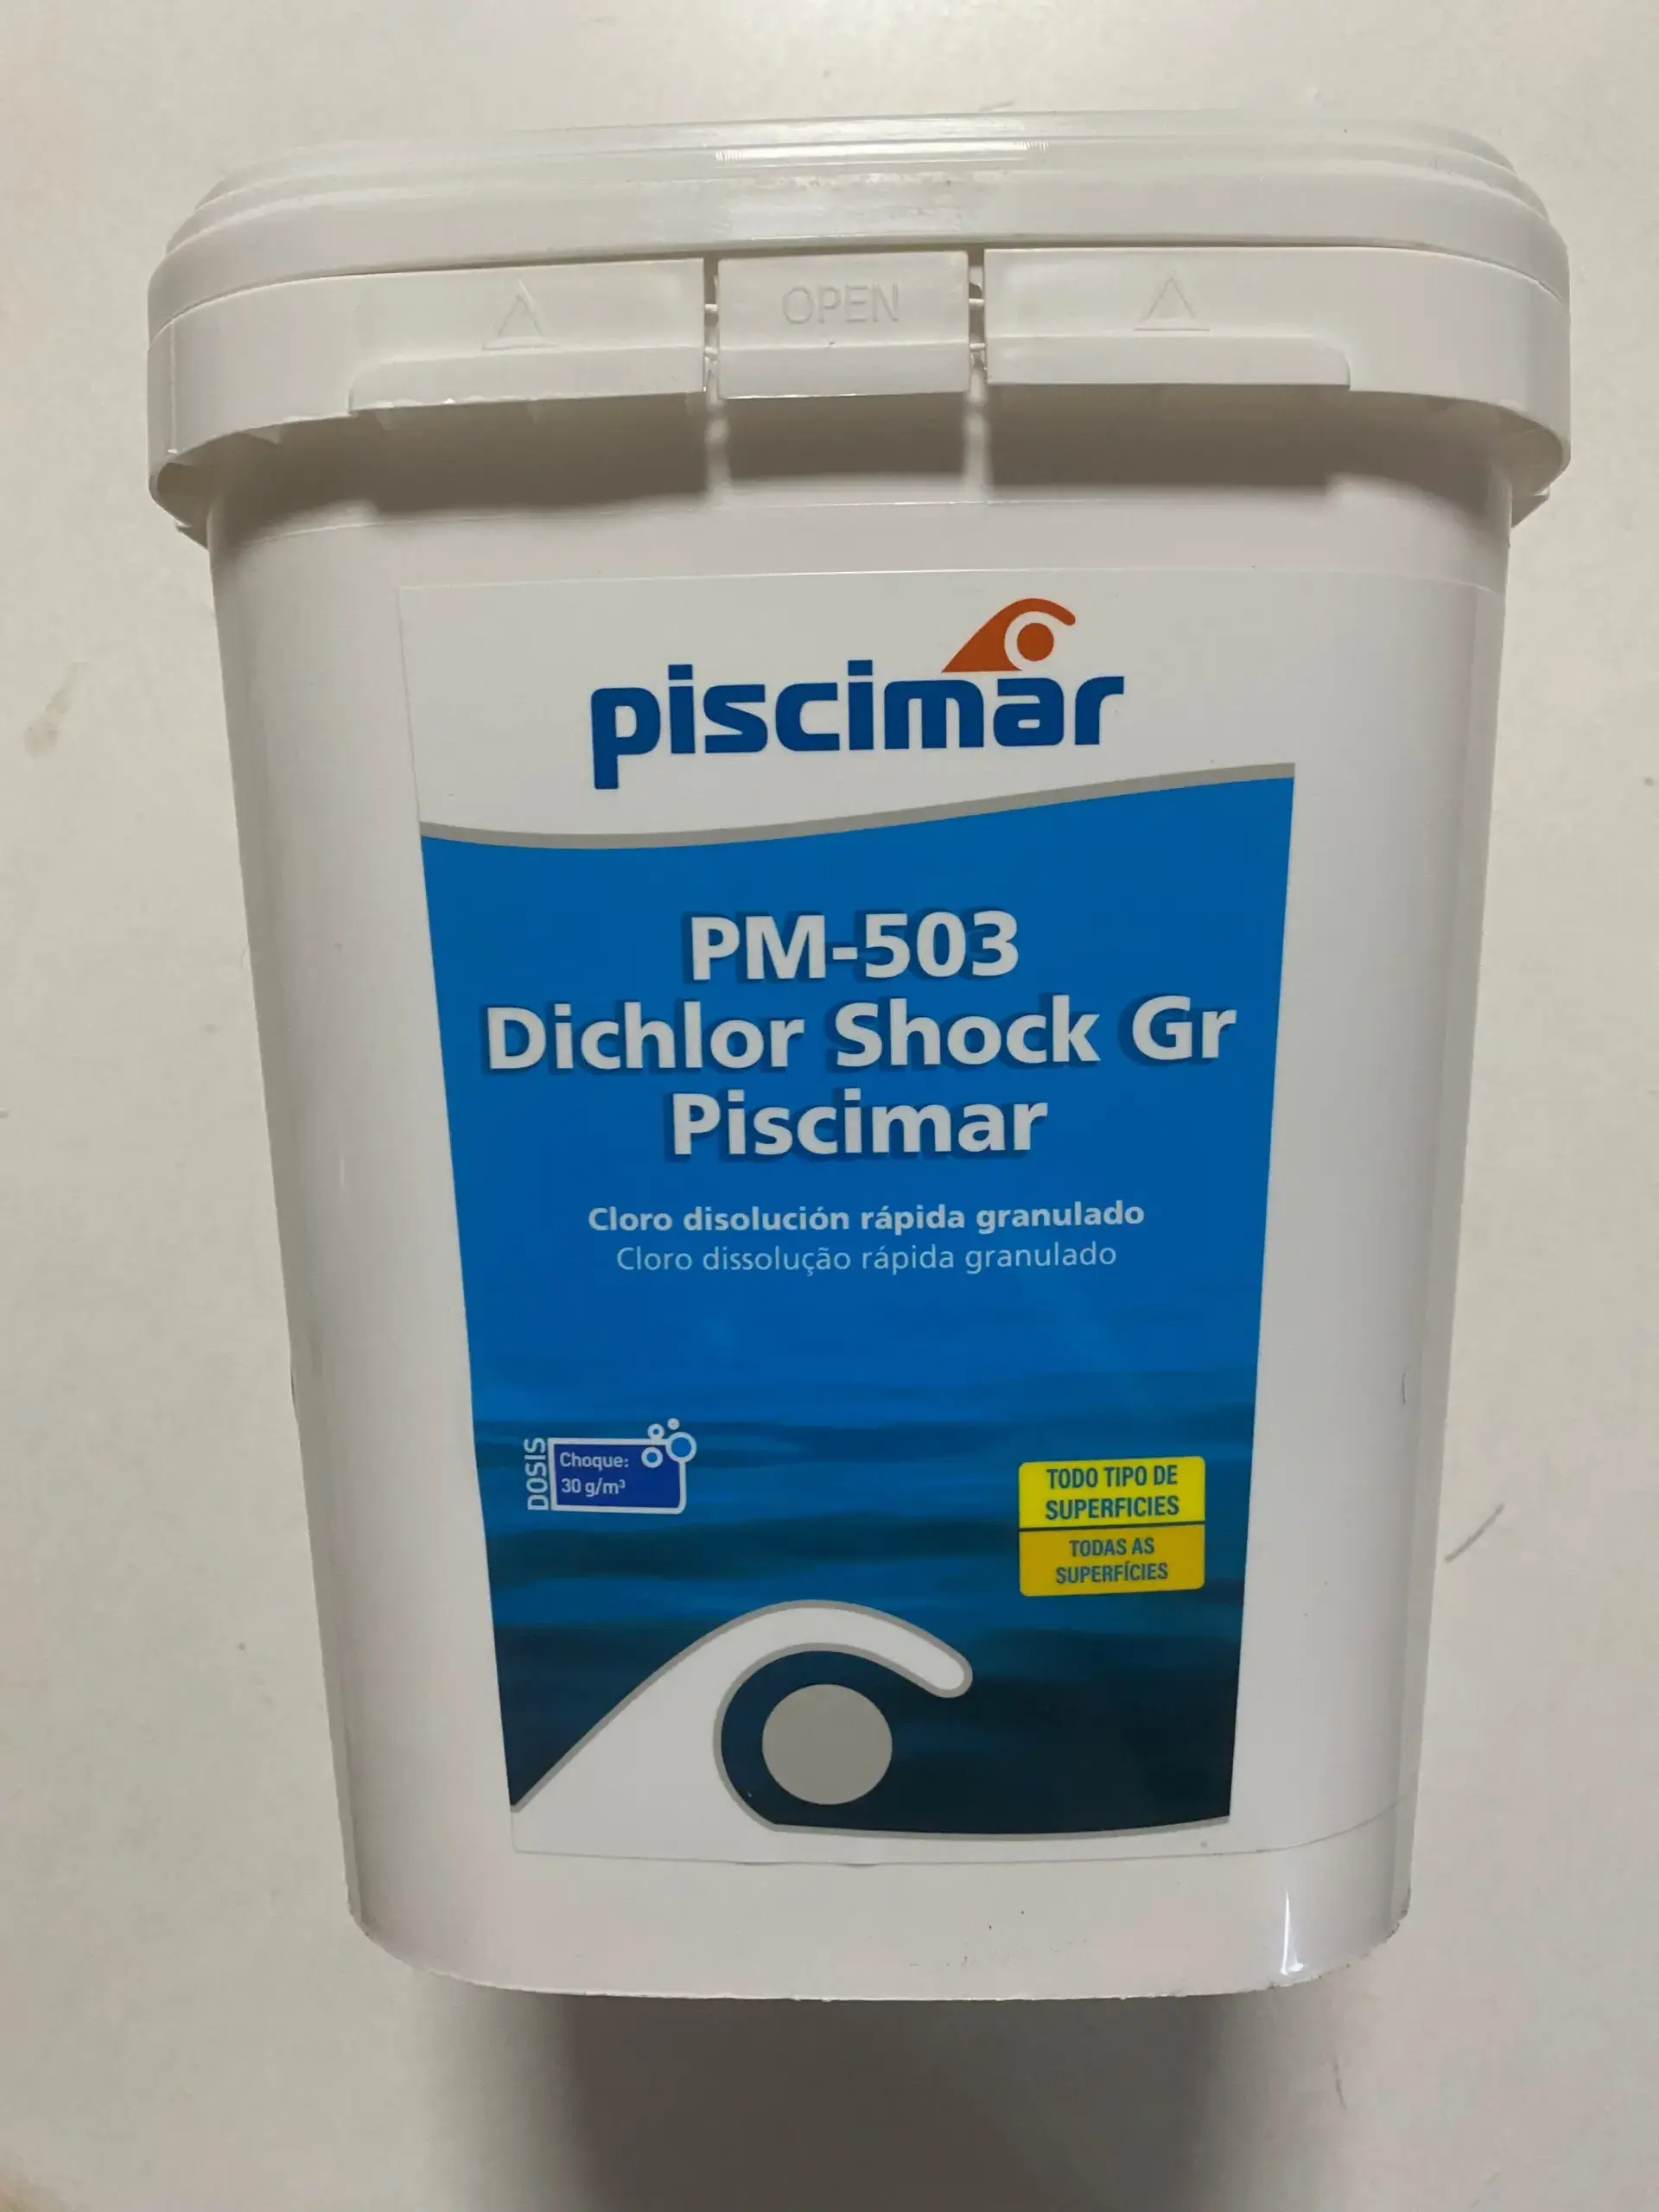 OPEN
piscimar
PM-503
Dichlor Shock Gr
Piscimar
Cloro disolución rápida granulado
Cloro dissolução rápida granulado
DOSIS
Choque:
30 g/m³
TODO TIPO DE
SUPERFICIES
TODAS AS
SUPERFÍCIES